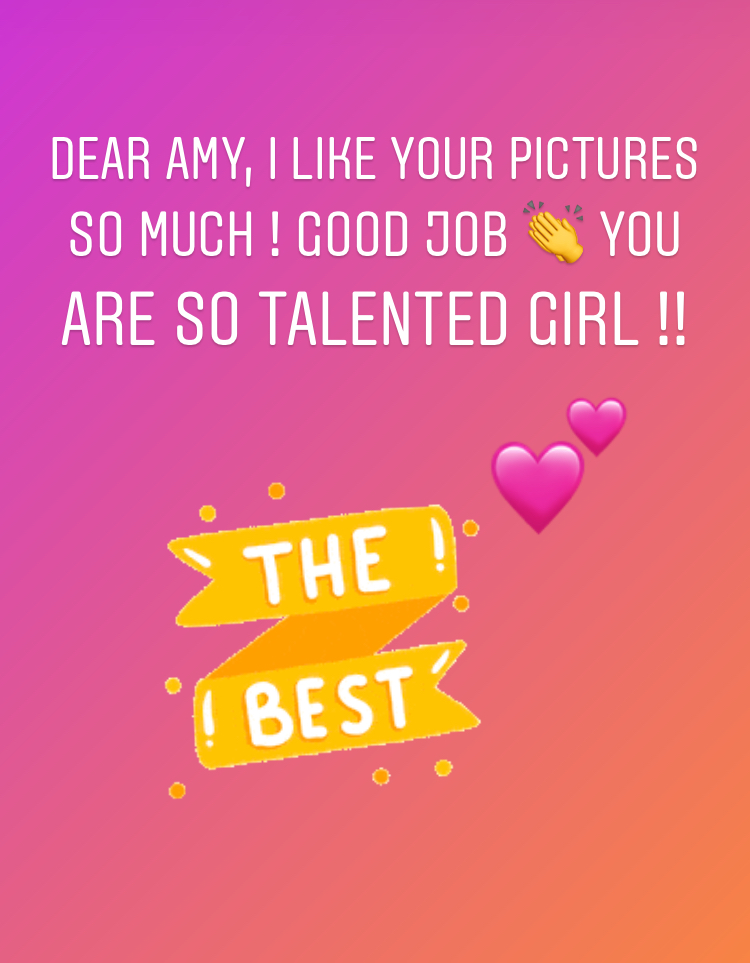 DEAR AMY, I LIKE YOUR PICTURES
SO MUCH ! GOOD JOB 👏 YOU
ARE SO TALENTED GIRL !!
THE
BEST